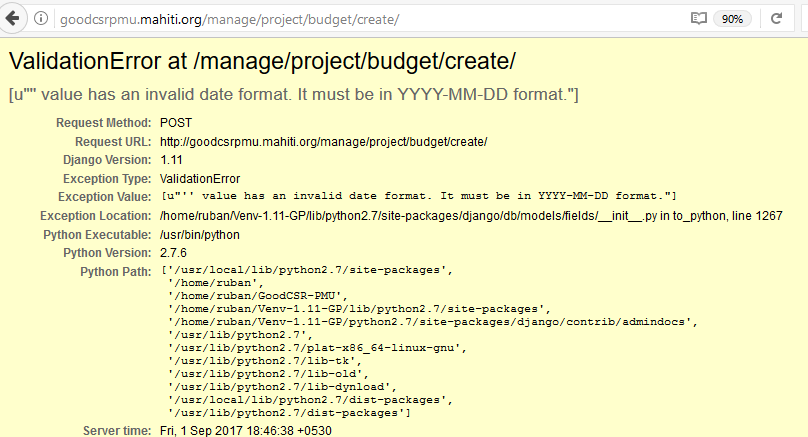 goodcsrpmu.mahiti.org/manage/project/budget/create/
90%
ValidationError at /manage/project/budget/create/
[u"'' value has an invalid date format. It must be in YYYY-MM-DD format."]
Request Method: POST
Request URL: http://goodcsrpmu.mahiti.org/manage/project/budget/create/
Django Version: 1.11
Exception Type: ValidationError
Exception Value: [u"'' value has an invalid date format. It must be in YYYY-MM-DD format."]
Exception Location: /home/ruban/Venv-1.11-GP/lib/python2.7/site-packages/django/db/models/fields/__init__.py in to_python, line 1267
Python Executable: /usr/bin/python
Python Version: 2.7.6
Python Path: ['/usr/local/lib/python2.7/site-packages',
'/home/ruban',
'/home/ruban/GoodCSR-PMU',
'/home/ruban/Venv-1.11-GP/lib/python2.7/site-packages',
'/home/ruban/Venv-1.11-GP/python2.7/site-packages/django/contrib/admindocs',
'/usr/lib/python2.7',
'/usr/lib/python2.7/plat-x86_64-linux-gnu',
'/usr/lib/python2.7/lib-tk',
'/usr/lib/python2.7/lib-old',
'/usr/lib/python2.7/lib-dynload',
'/usr/local/lib/python2.7/dist-packages',
'/usr/lib/python2.7/dist-packages']
Server time: Fri, 1 Sep 2017 18:46:38 +0530